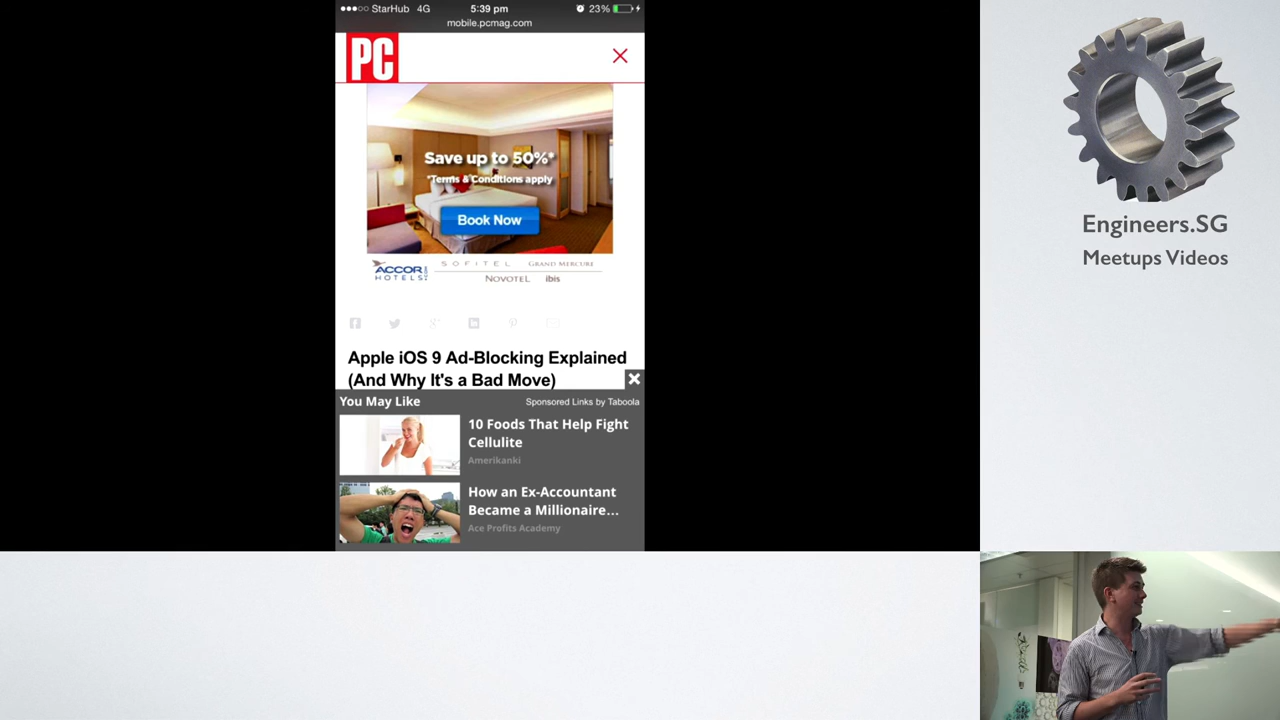 StarHub 4G 5:39 pm 23%
mobile.pcmag.com
PC
Save up to 50%*
*Terms & Conditions apply
Book Now
ACCOR HOTELS.COM
SOFITEL GRAND MERCURE
NOVOTEL ibis
Apple iOS 9 Ad-Blocking Explained
(And Why It's a Bad Move)
You May Like Sponsored Links by Taboola
10 Foods That Help Fight
Cellulite
Amerikanki
How an Ex-Accountant
Became a Millionaire...
Ace Profits Academy
Engineers.SG
Meetups Videos